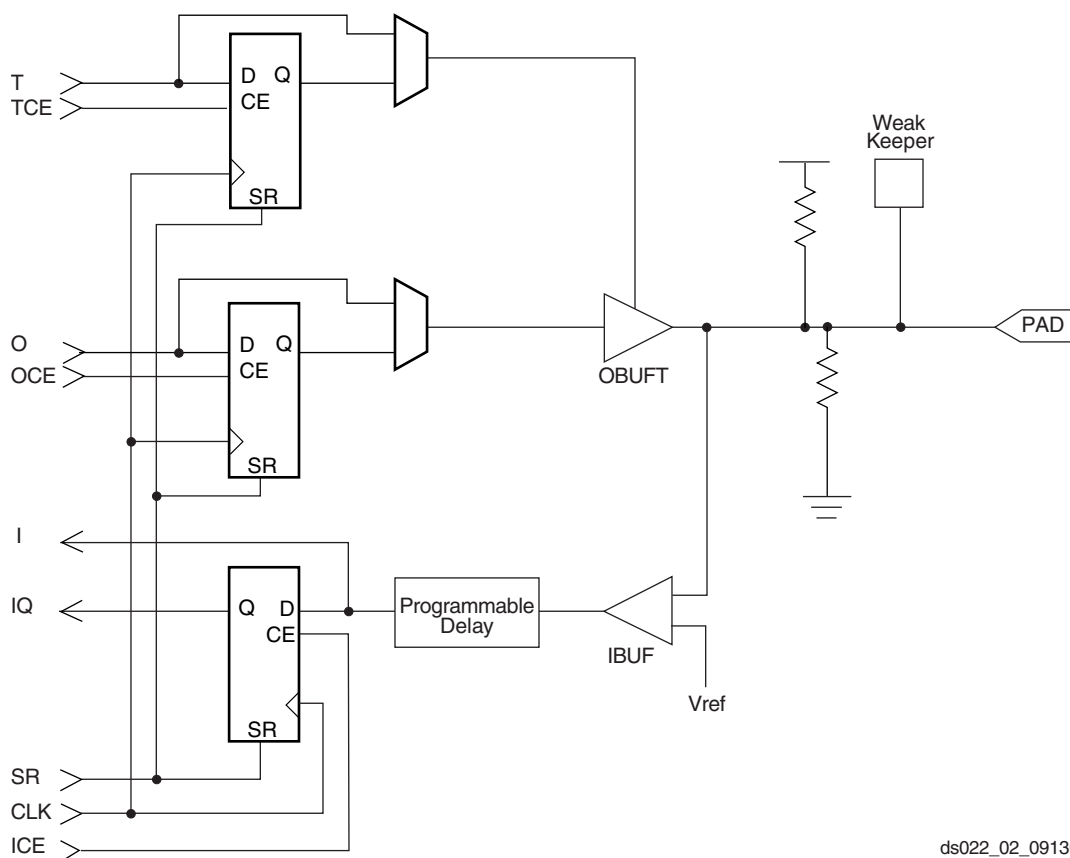 T
TCE
D Q
CE
SR
Weak
Keeper
O
OCE
D Q
CE
SR
OBUFT
PAD
I
IQ
Q D
CE
SR
Programmable
Delay
IBUF
Vref
SR
CLK
ICE
ds022_02_0913